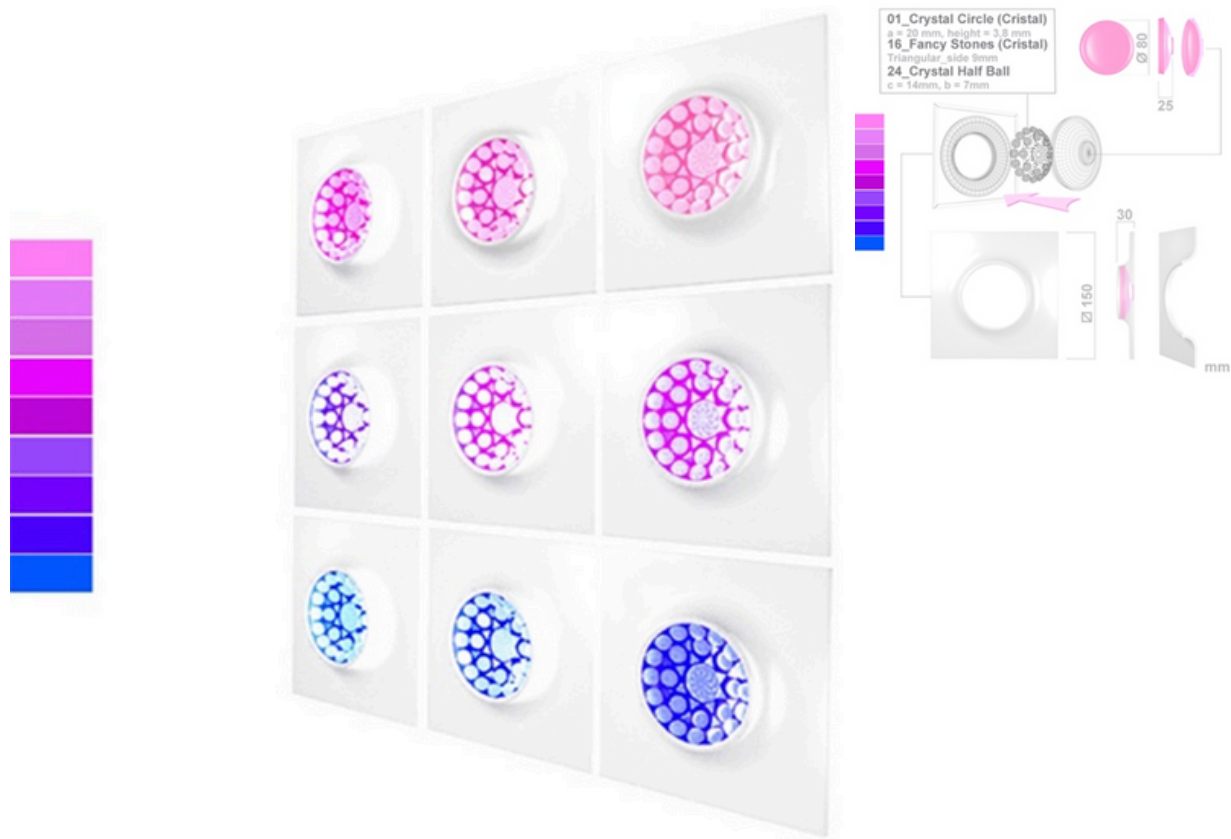 01_Crystal Circle (Cristal)
a = 20 mm, height = 3,8 mm
16_Fancy Stones (Cristal)
Triangular_side 9mm
24_Crystal Half Ball
c = 14mm, b = 7mm
Ø 80
25
30
⍁ 150
mm